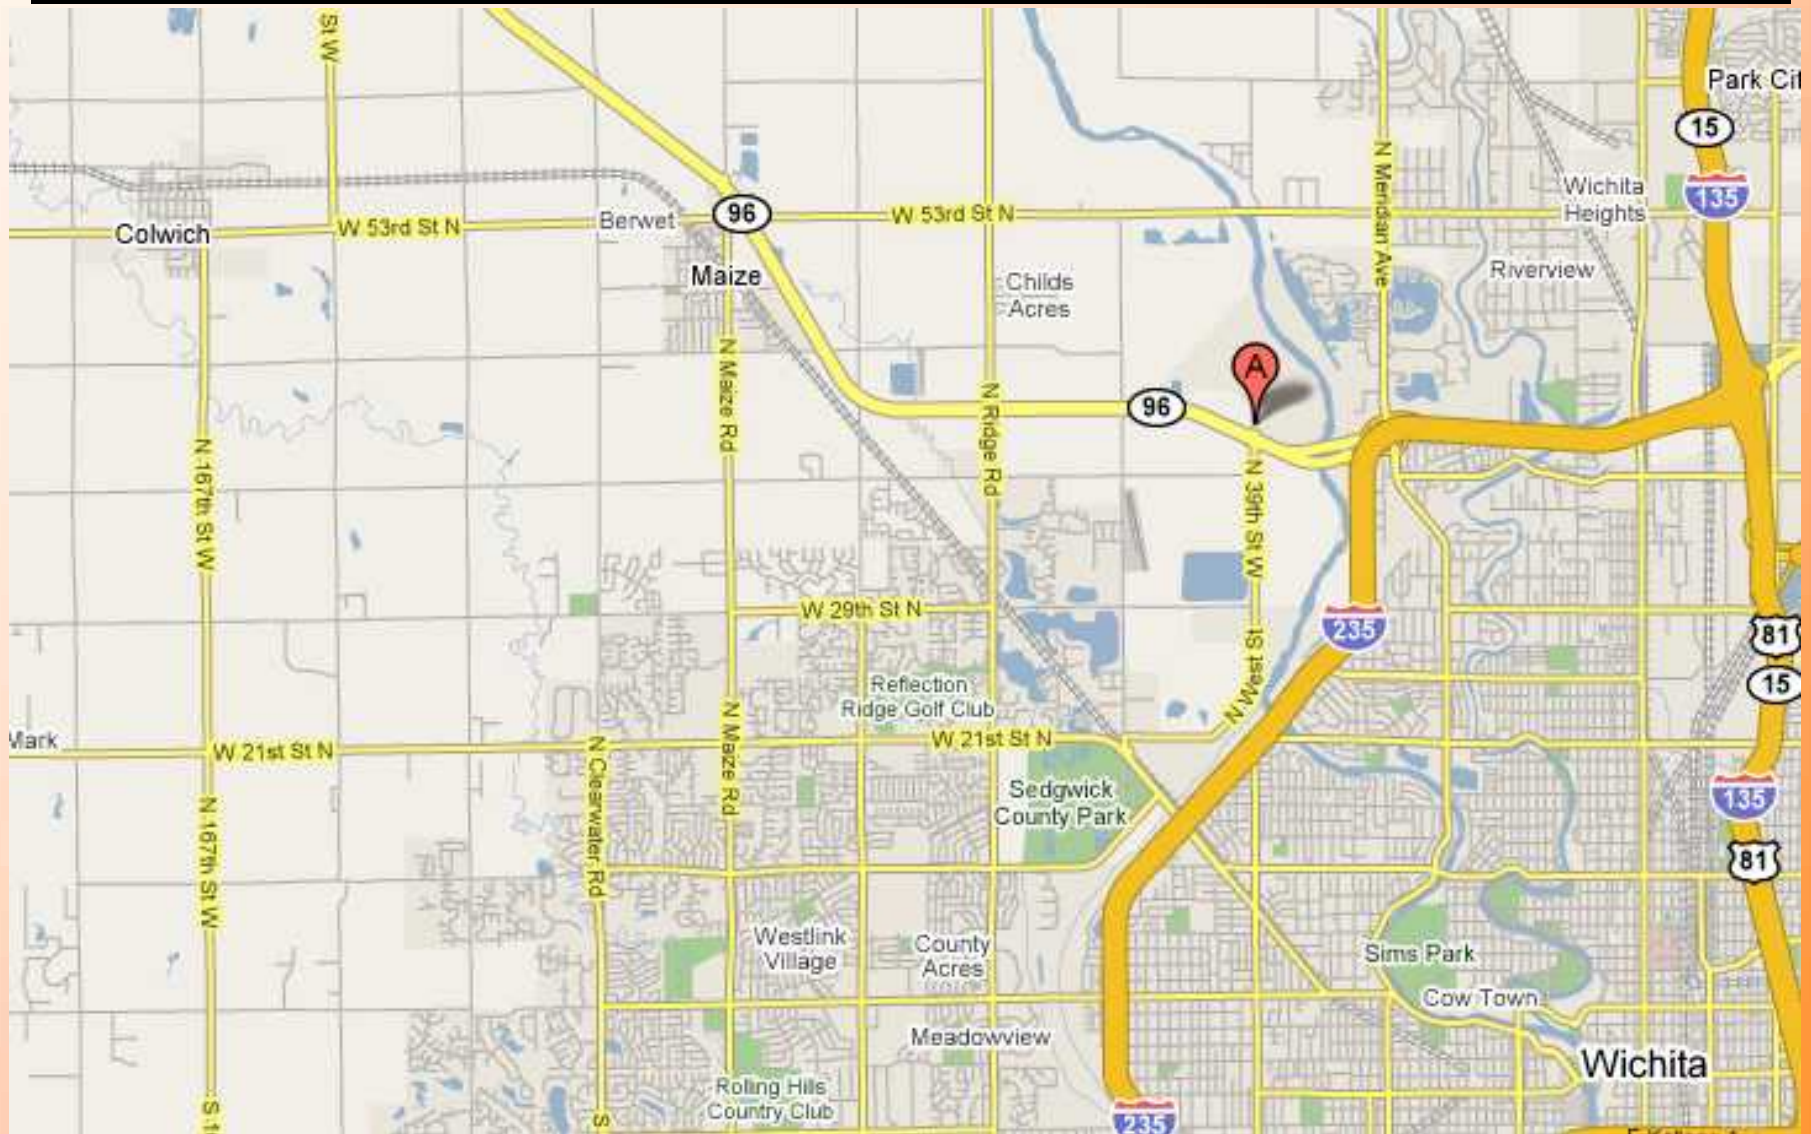 St W
Park Cit
15
N Meridian Ave
Wichita
Heights
135
96
W 53rd St N
W 53rd St N
Berwet
Colwich
Maize
Riverview
Childs
Acres
A
96
N Maize Rd
N Ridge Rd
N 167th St W
N 39th St W
W 29th St N
235
81
N West St
15
Reflection
Ridge Golf Club
Mark
W 21st St N
W 21st St N
N Clearwater Rd
N Maize Rd
Sedgwick
County Park
135
N 167th St W
81
Westlink
Village
County
Acres
Sims Park
Cow Town
Meadowview
Wichita
Rolling Hills
Country Club
S 1
S
235